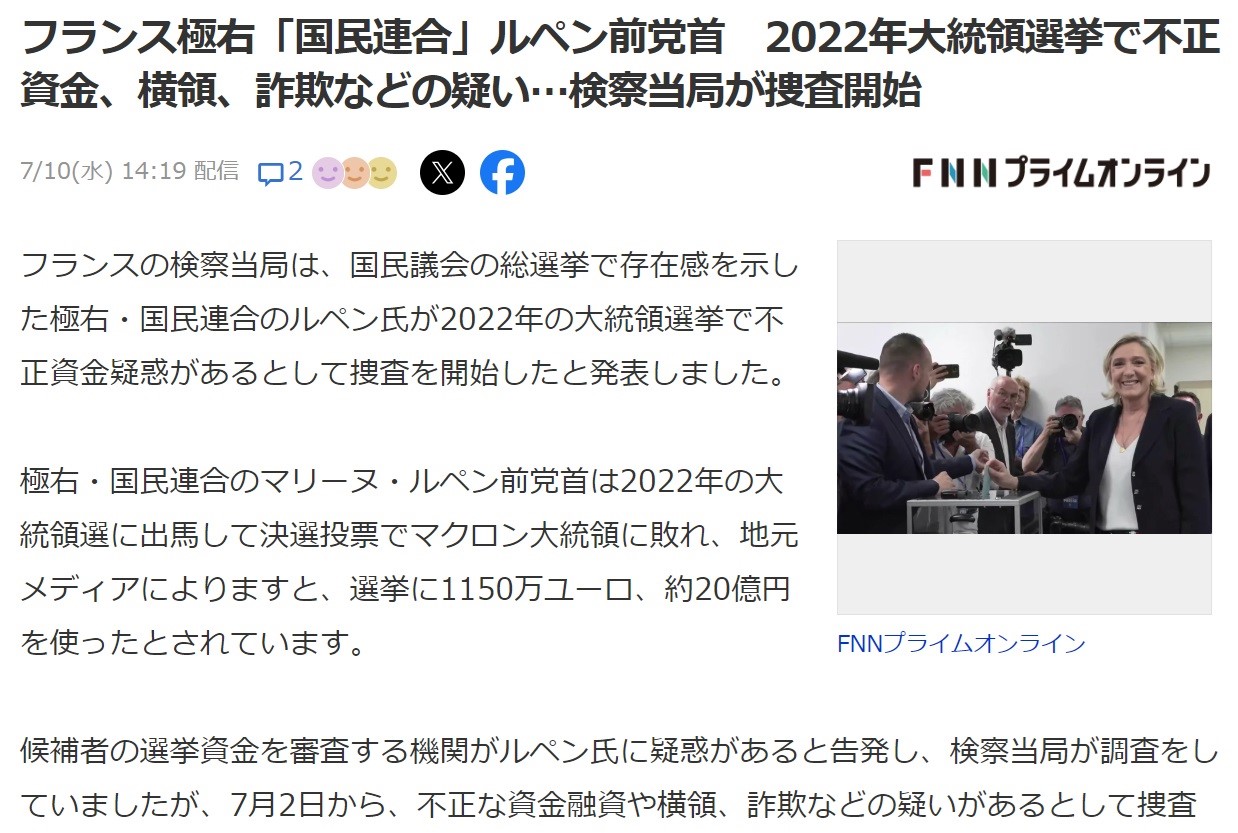 フランス極右「国民連合」ルペン前党首　2022年大統領選挙で不正
資金、横領、詐欺などの疑い…検察当局が捜査開始
7/10(水) 14:19 配信 2
FNNプライムオンライン
フランスの検察当局は、国民議会の総選挙で存在感を示し
た極右・国民連合のルペン氏が2022年の大統領選挙で不
正資金疑惑があるとして捜査を開始したと発表しました。
極右・国民連合のマリーヌ・ルペン前党首は2022年の大
統領選に出馬して決選投票でマクロン大統領に敗れ、地元
メディアによりますと、選挙に1150万ユーロ、約20億円
を使ったとされています。
FNNプライムオンライン
候補者の選挙資金を審査する機関がルペン氏に疑惑があると告発し、検察当局が調査をし
ていましたが、7月2日から、不正な資金融資や横領、詐欺などの疑いがあるとして捜査